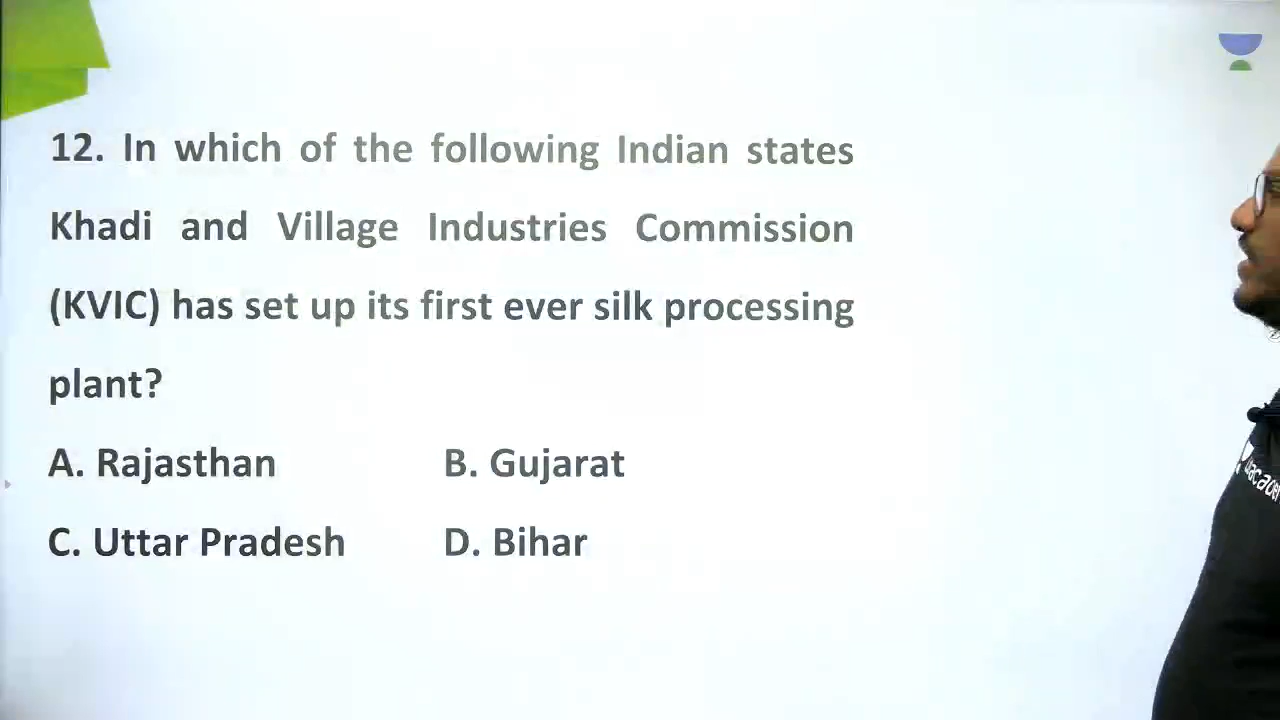 12. In which of the following Indian states
Khadi and Village Industries Commission
(KVIC) has set up its first ever silk processing
plant?
A. Rajasthan B. Gujarat
C. Uttar Pradesh D. Bihar